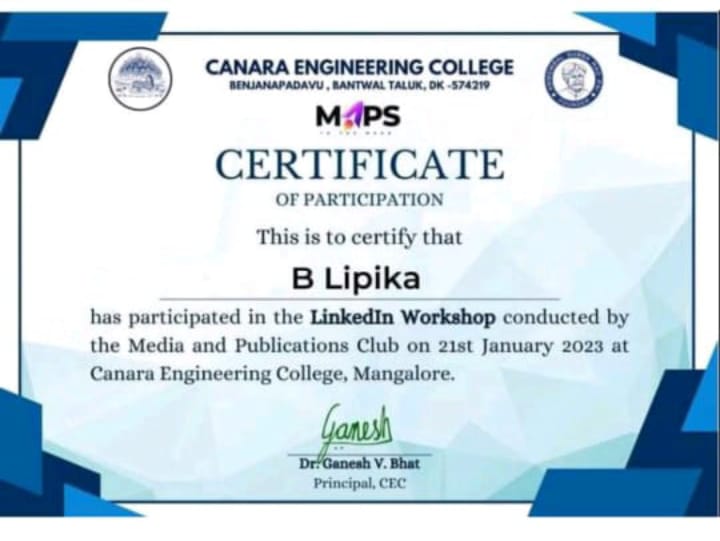 CANARA ENGINEERING COLLEGE
BENJANAPADAVU , BANTWAL TALUK, DK -574219
MAPS
CERTIFICATE
OF PARTICIPATION
This is to certify that
B Lipika
has participated in the LinkedIn Workshop conducted by
the Media and Publications Club on 21st January 2023 at
Canara Engineering College, Mangalore.
Ganesh
Dr. Ganesh V. Bhat
Principal, CEC